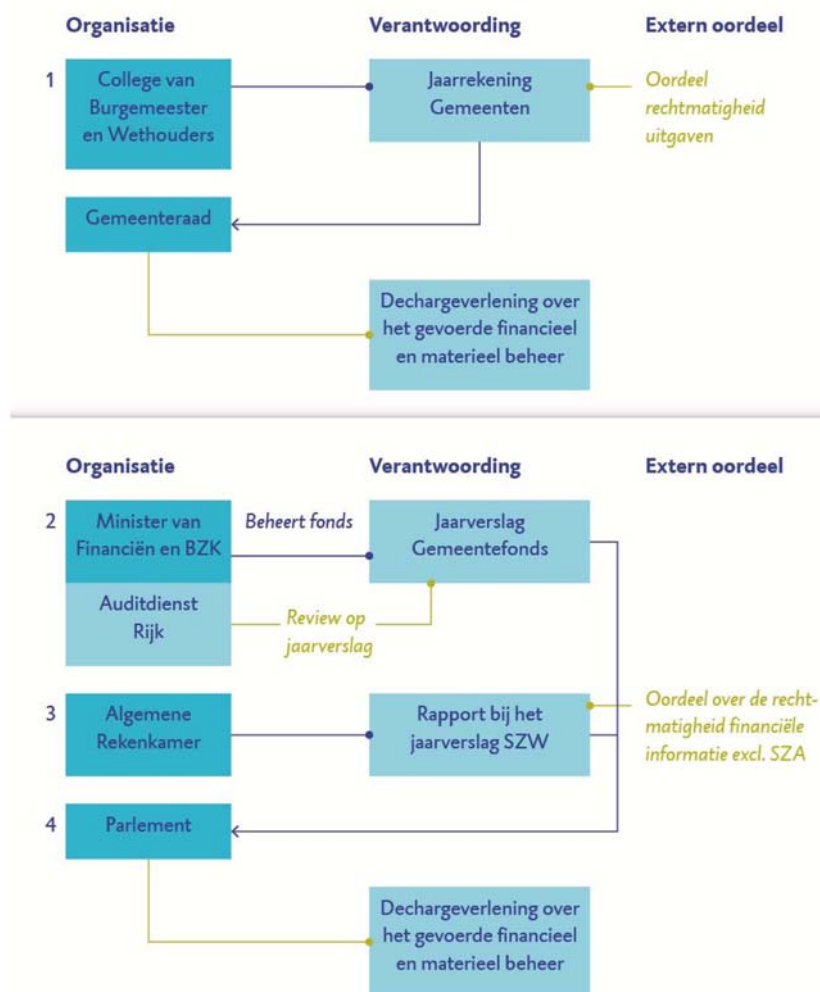 Organisatie
Verantwoording
Extern oordeel
1
College van
Burgemeester
en Wethouders
Jaarrekening
Gemeenten
Oordeel
rechtmatigheid
uitgaven
Gemeenteraad
Dechargeverlening over
het gevoerde financieel
en materieel beheer
Organisatie
Verantwoording
Extern oordeel
2
Minister van
Financiën en BZK
Beheert fonds
Jaarverslag
Gemeentefonds
Auditdienst
Rijk
Review op
jaarverslag
3
Algemene
Rekenkamer
Rapport bij het
jaarverslag SZW
Oordeel over de recht-
matigheid financiële
informatie excl. SZA
4
Parlement
Dechargeverlening over
het gevoerde financieel
en materieel beheer